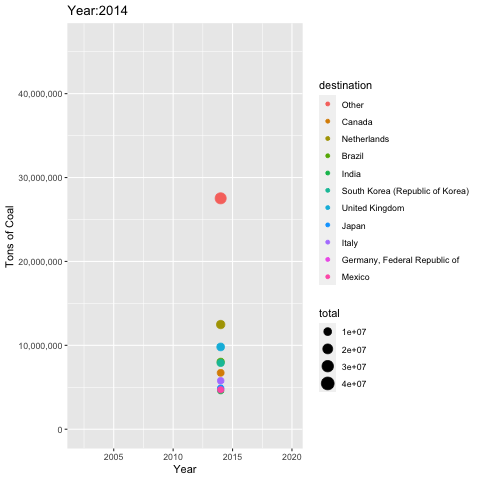 Year:2014
Tons of Coal
40,000,000
30,000,000
20,000,000
10,000,000
0
2005
2010
2015
2020
Year
destination
Other
Canada
Netherlands
Brazil
India
South Korea (Republic of Korea)
United Kingdom
Japan
Italy
Germany, Federal Republic of
Mexico
total
1e+07
2e+07
3e+07
4e+07